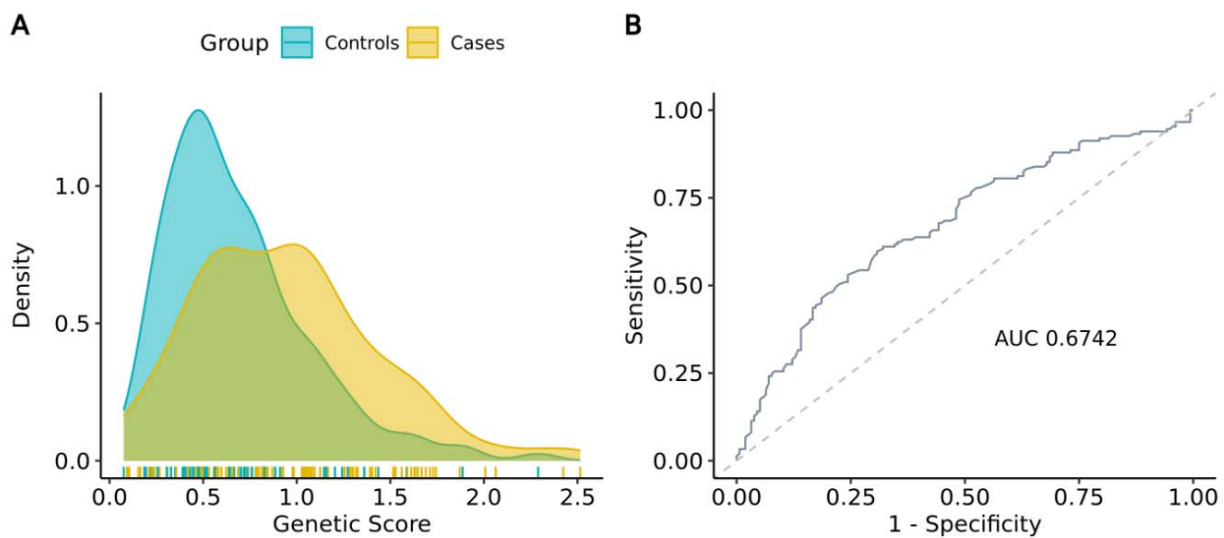 A
Group Controls Cases
Density
1.0
0.5
0.0
0.0 0.5 1.0 1.5 2.0 2.5
Genetic Score
B
Sensitivity
1.00
0.75
0.50
0.25
0.00
AUC 0.6742
0.00 0.25 0.50 0.75 1.00
1 - Specificity